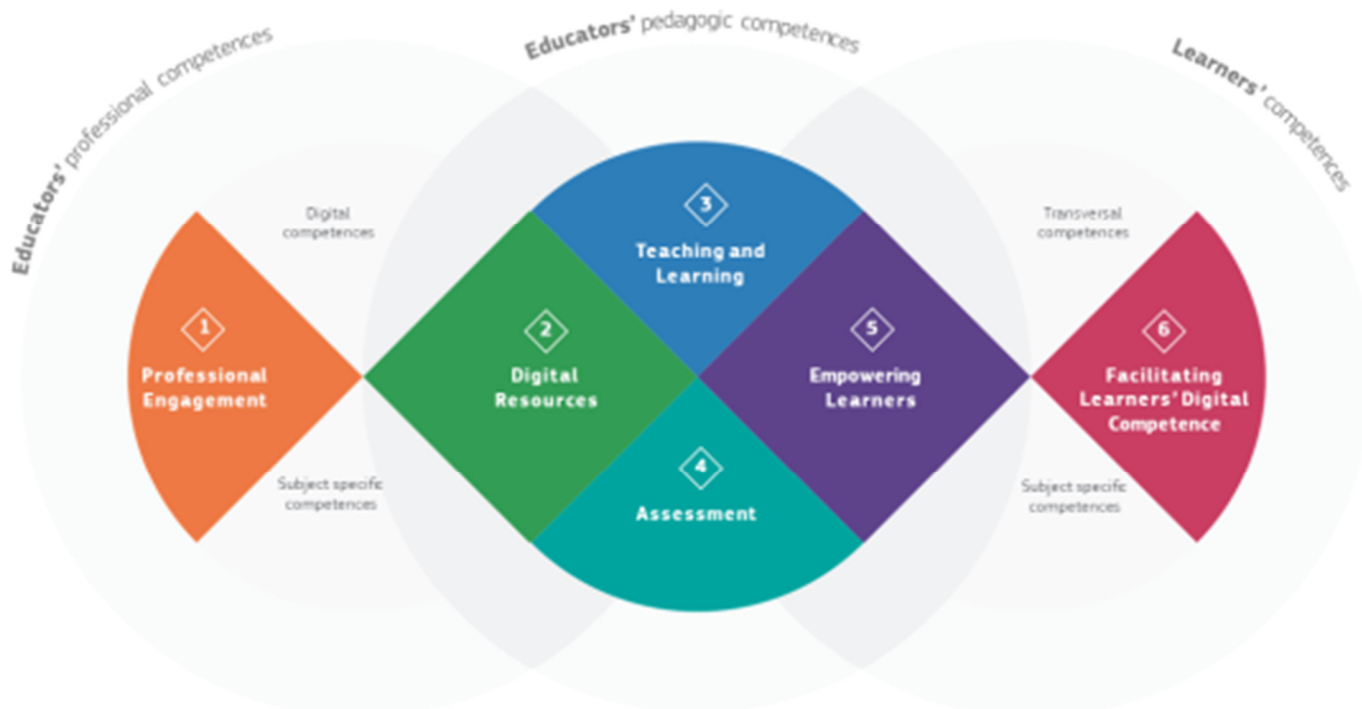 Educators' professional competences
Educators' pedagogic competences
Learners' competences
Digital
competences
Subject specific
competences
1
Professional
Engagement
2
Digital
Resources
3
Teaching and
Learning
4
Assessment
5
Empowering
Learners
Transversal
competences
Subject specific
competences
6
Facilitating
Learners' Digital
Competence